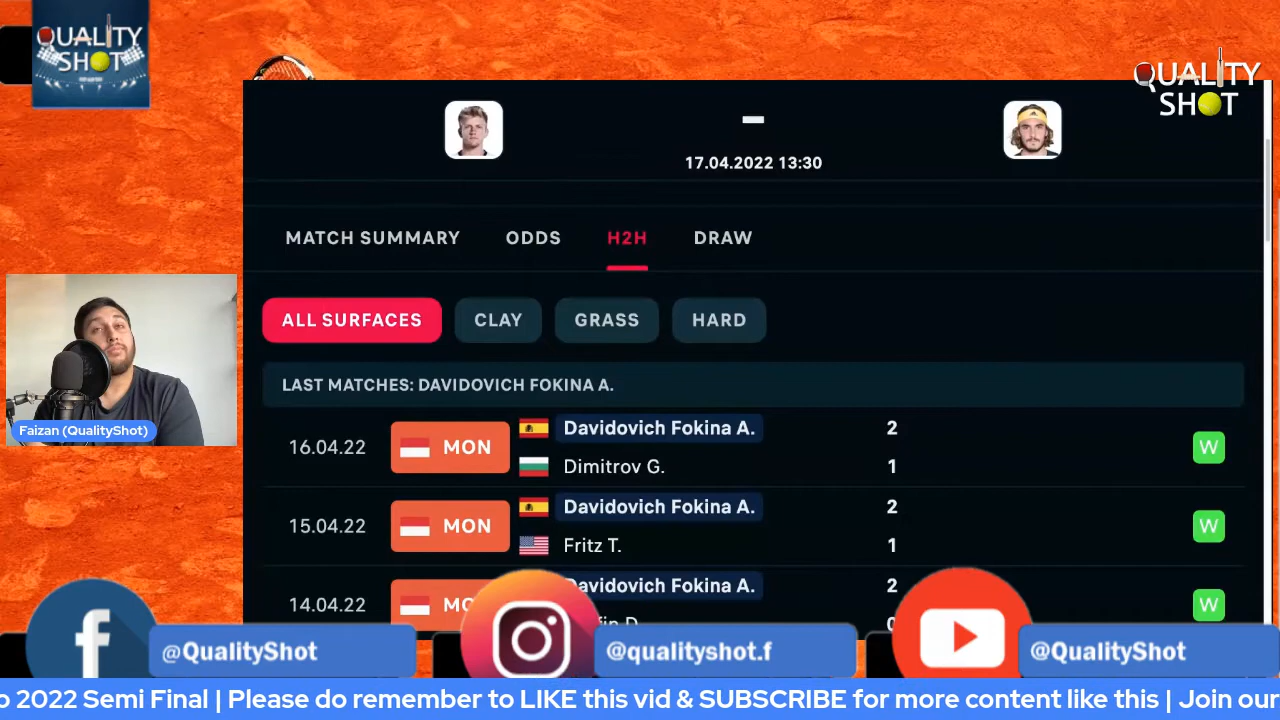 QUALITY
SHOT
QUALITY
SHOT
17.04.2022 13:30
MATCH SUMMARY
ODDS
H2H
DRAW
ALL SURFACES
CLAY
GRASS
HARD
LAST MATCHES: DAVIDOVICH FOKINA A.
16.04.22
MON
Davidovich Fokina A.
2
Dimitrov G.
1
W
15.04.22
MON
Davidovich Fokina A.
2
Fritz T.
1
W
14.04.22
Davidovich Fokina A.
2
W
Faizan (QualityShot)
@QualityShot
@qualityshot.f
@QualityShot
o 2022 Semi Final | Please do remember to LIKE this vid & SUBSCRIBE for more content like this | Join our